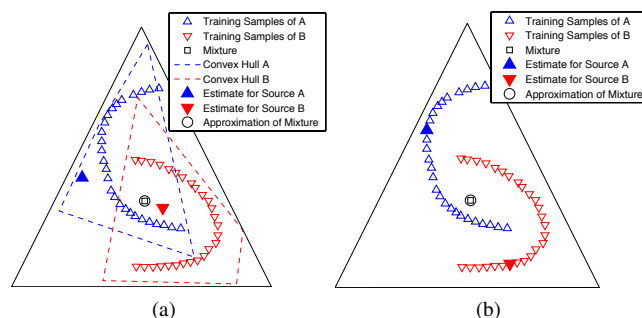 Training Samples of A
Training Samples of B
Mixture
Convex Hull A
Convex Hull B
Estimate for Source A
Estimate for Source B
Approximation of Mixture
(a)
Training Samples of A
Training Samples of B
Mixture
Estimate for Source A
Estimate for Source B
Approximation of Mixture
(b)